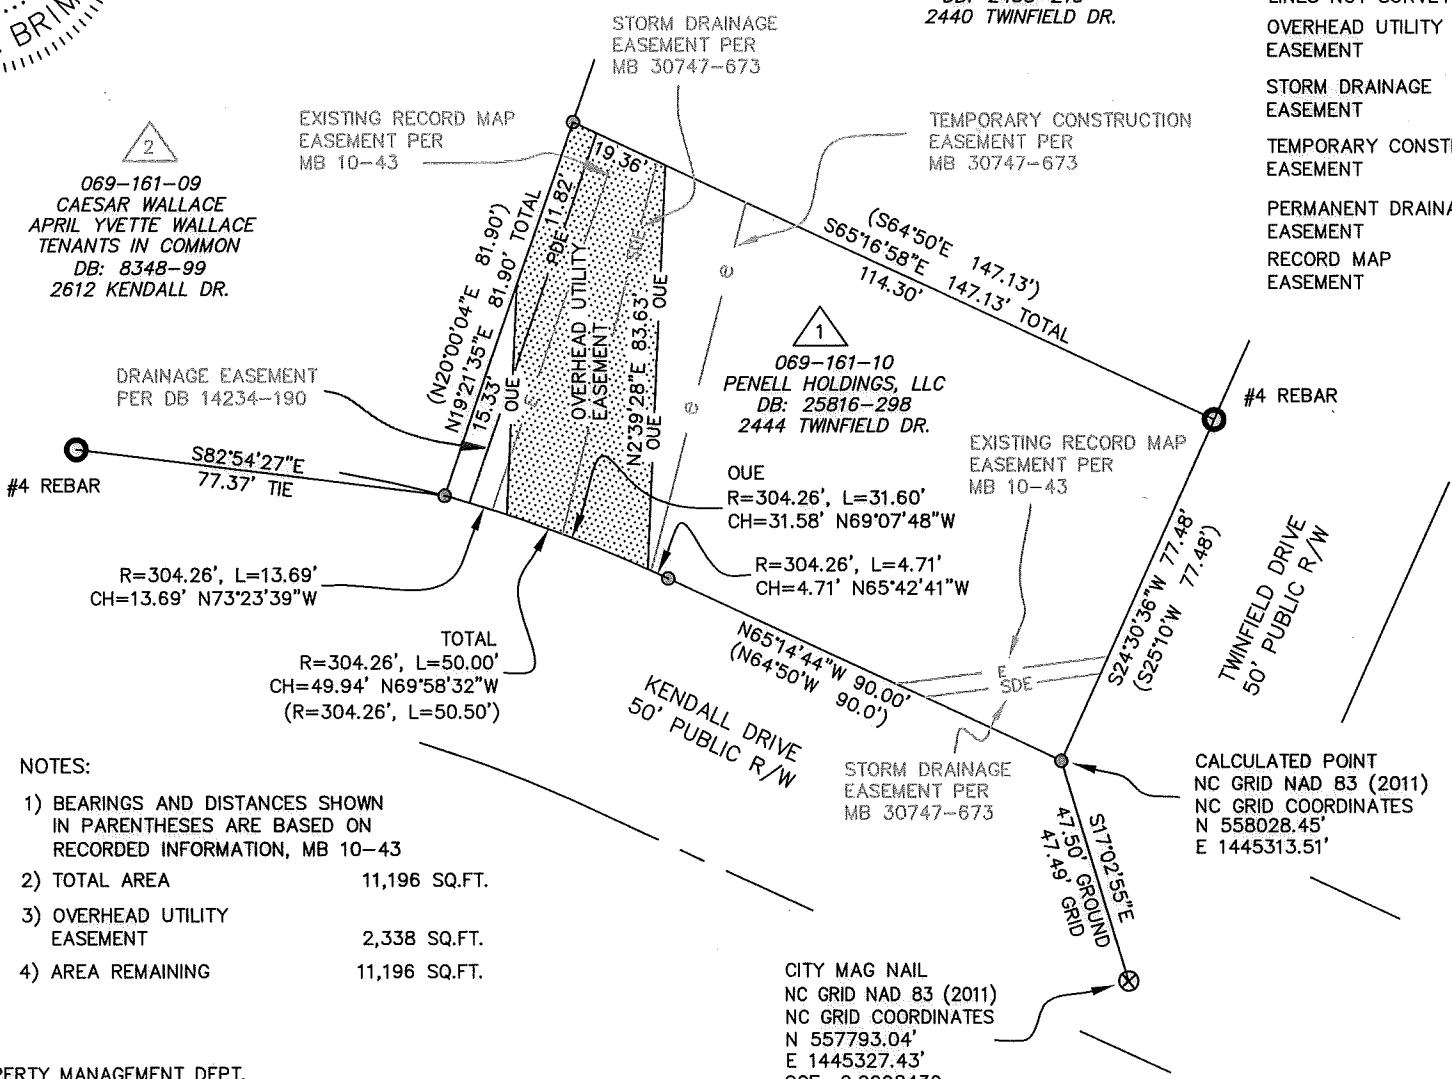 BRIM
STORM DRAINAGE
EASEMENT PER
MB 30747-673
2440 TWINFIELD DR.
OVERHEAD UTILITY
EASEMENT
STORM DRAINAGE
EASEMENT
TEMPORARY CONST
EASEMENT
PERMANENT DRAINA
EASEMENT
RECORD MAP
EASEMENT
EXISTING RECORD MAP
EASEMENT PER
MB 10-43
TEMPORARY CONSTRUCTION
EASEMENT PER
MB 30747-673
2
069-161-09
CAESAR WALLACE
APRIL YVETTE WALLACE
TENANTS IN COMMON
DB: 8348-99
2612 KENDALL DR.
19.36'
(N20°00'04"E 81.90')
N19°21'35"E 81.90' TOTAL
15.33'
PDE 11.82'
OUE
E
OVERHEAD UTILITY
EASEMENT
SDE
N2°39'28"E 83.63'
OUE
OUE
e
e
(S64°50'E 147.13')
S65°16'58"E 147.13' TOTAL
114.30'
1
069-161-10
PENELL HOLDINGS, LLC
DB: 25816-298
2444 TWINFIELD DR.
#4 REBAR
DRAINAGE EASEMENT
PER DB 14234-190
S82°54'27"E
77.37' TIE
#4 REBAR
OUE
R=304.26', L=31.60'
CH=31.58' N69°07'48"W
EXISTING RECORD MAP
EASEMENT PER
MB 10-43
R=304.26', L=4.71'
CH=4.71' N65°42'41"W
R=304.26', L=13.69'
CH=13.69' N73°23'39"W
TOTAL
R=304.26', L=50.00'
CH=49.94' N69°58'32"W
(R=304.26', L=50.50')
N65°14'44"W 90.00'
(N64°50'W 90.0')
E
SDE
S24°30'36"W 77.48'
(S25°10'W 77.48')
TWINFIELD DRIVE
50' PUBLIC R/W
KENDALL DRIVE
50' PUBLIC R/W
STORM DRAINAGE
EASEMENT PER
MB 30747-673
CALCULATED POINT
NC GRID NAD 83 (2011)
NC GRID COORDINATES
N 558028.45'
E 1445313.51'
S17°02'55"E
47.50' GROUND
47.49' GRID
NOTES:
1) BEARINGS AND DISTANCES SHOWN
IN PARENTHESES ARE BASED ON
RECORDED INFORMATION, MB 10-43
2) TOTAL AREA 11,196 SQ.FT.
3) OVERHEAD UTILITY
EASEMENT 2,338 SQ.FT.
4) AREA REMAINING 11,196 SQ.FT.
CITY MAG NAIL
NC GRID NAD 83 (2011)
NC GRID COORDINATES
N 557793.04'
E 1445327.43'
PERTY MANAGEMENT DEPT.